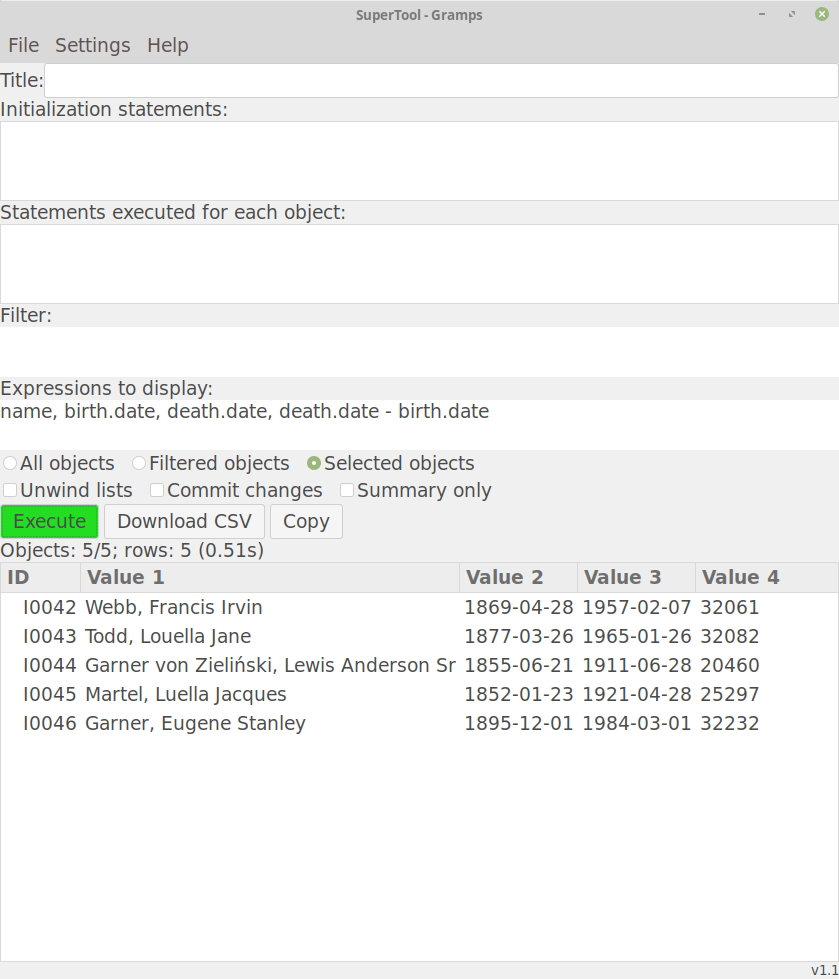 SuperTool - Gramps
File Settings Help
Title:
Initialization statements:
Statements executed for each object:
Filter:
Expressions to display:
name, birth.date, death.date, death.date - birth.date
All objects Filtered objects Selected objects
Unwind lists Commit changes Summary only
Execute Download CSV Copy
Objects: 5/5; rows: 5 (0.51s)
ID Value 1 Value 2 Value 3 Value 4
I0042 Webb, Francis Irvin 1869-04-28 1957-02-07 32061
I0043 Todd, Louella Jane 1877-03-26 1965-01-26 32082
I0044 Garner von Zieliński, Lewis Anderson Sr 1855-06-21 1911-06-28 20460
I0045 Martel, Luella Jacques 1852-01-23 1921-04-28 25297
I0046 Garner, Eugene Stanley 1895-12-01 1984-03-01 32232
v1.1